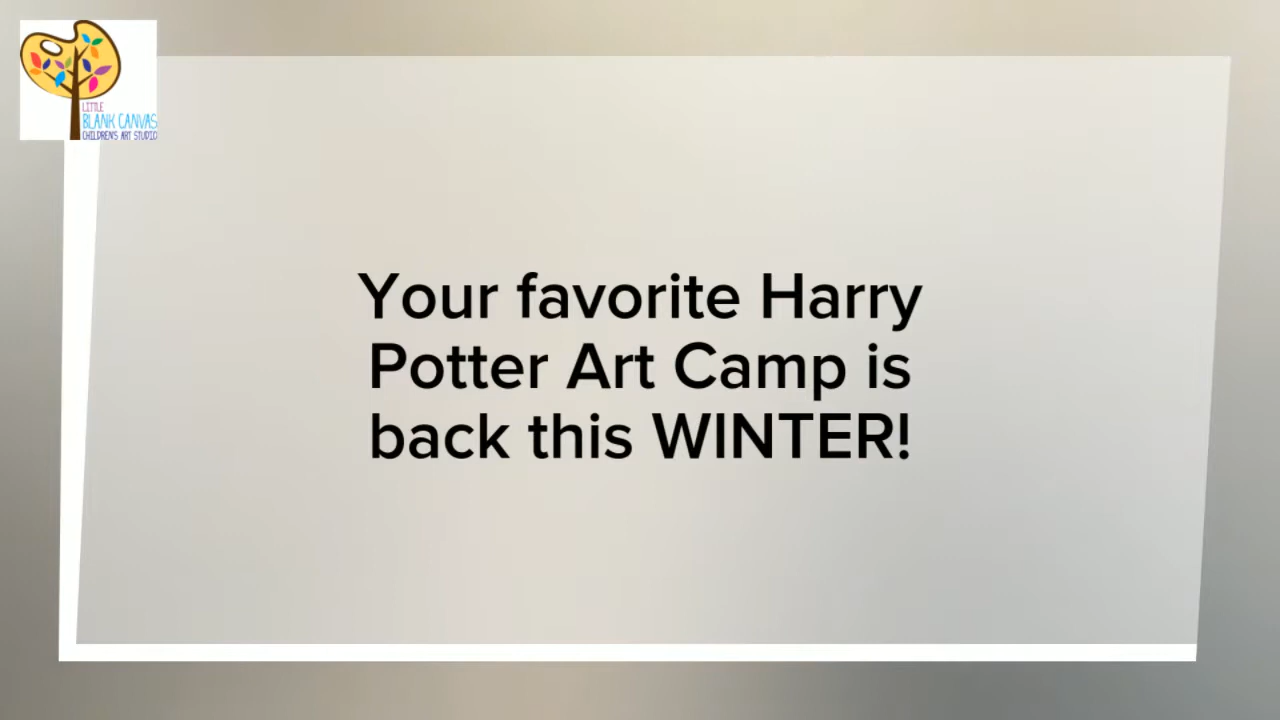 LITTLE
BLANK CANVAS
CHILDREN'S ART STUDIO
Your favorite Harry
Potter Art Camp is
back this WINTER!